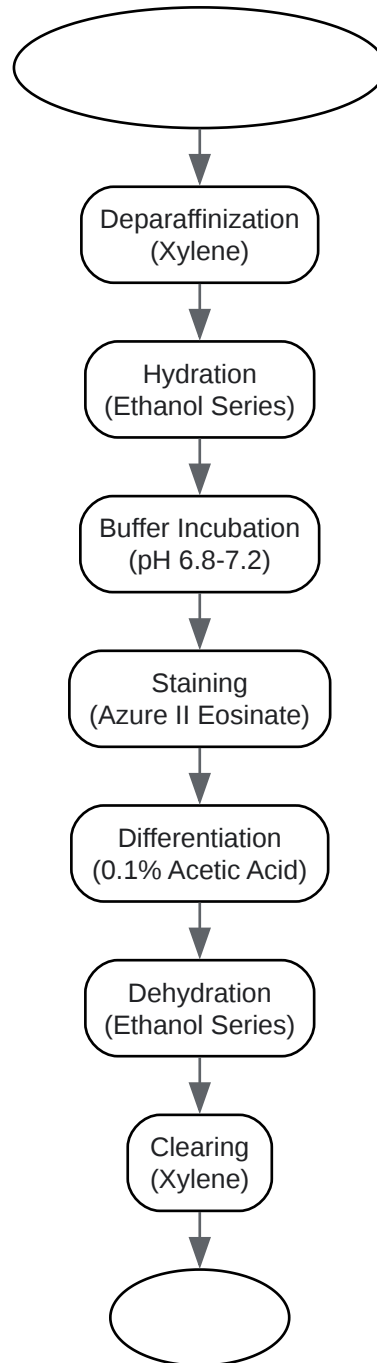 Deparaffinization
(Xylene)
Hydration
(Ethanol Series)
Buffer Incubation
(pH 6.8-7.2)
Staining
(Azure II Eosinate)
Differentiation
(0.1% Acetic Acid)
Dehydration
(Ethanol Series)
Clearing
(Xylene)